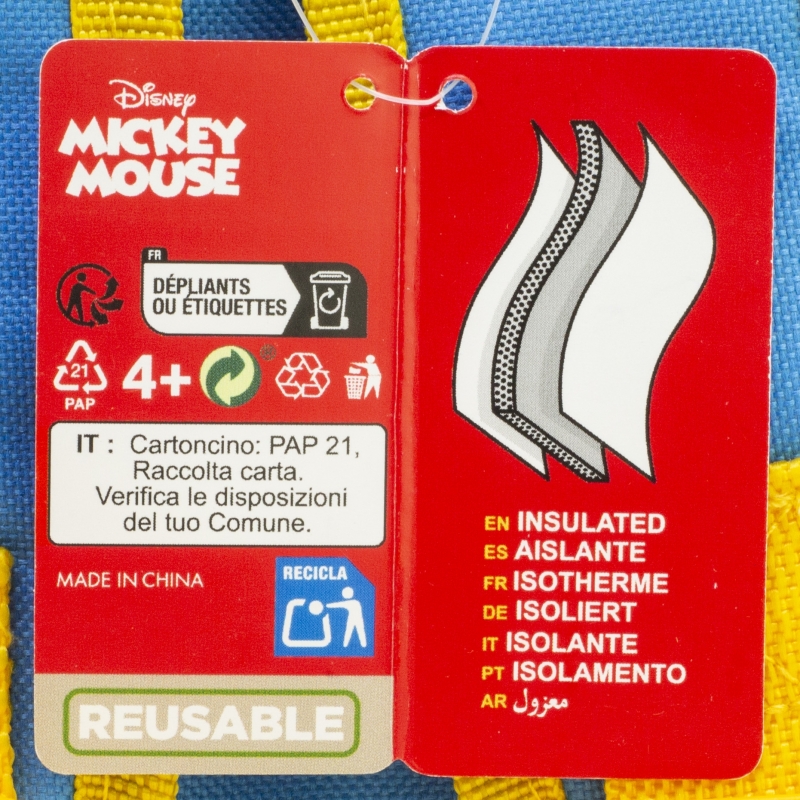 Disney
MICKEY
MOUSE
FR
DÉPLIANTS
OU ÉTIQUETTES
21
PAP
4+
IT : Cartoncino: PAP 21,
Raccolta carta.
Verifica le disposizioni
del tuo Comune.
MADE IN CHINA
RECICLA
REUSABLE
EN INSULATED
ES AISLANTE
FR ISOTHERME
DE ISOLIERT
IT ISOLANTE
PT ISOLAMENTO
AR معزول